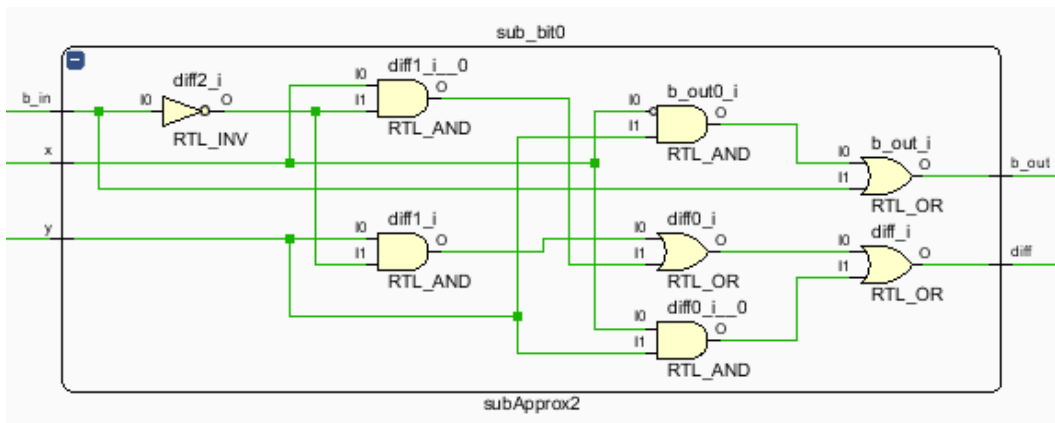 sub_bit0
diff2_i
b_in
I0
O
RTL_INV
diff1_i__0
I0
I1
O
RTL_AND
x
b_out0_i
I0
I1
O
RTL_AND
b_out_i
I0
I1
O
RTL_OR
b_out
y
diff1_i
I0
I1
O
RTL_AND
diff0_i
I0
I1
O
RTL_OR
diff_i
I0
I1
O
RTL_OR
diff
diff0_i__0
I0
I1
O
RTL_AND
subApprox2